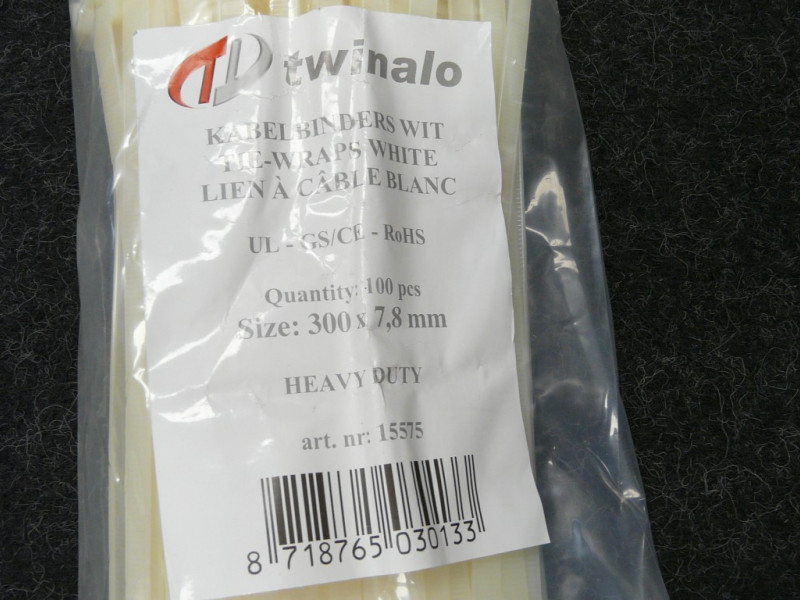 twinalo
KABELBINDERS WIT
TIE-WRAPS WHITE
LIEN À CÂBLE BLANC
UL - GS/CE - RoHS
Quantity: 100 pcs
Size: 300 x 7,8 mm
HEAVY DUTY
art. nr: 15575
8 718765 030133